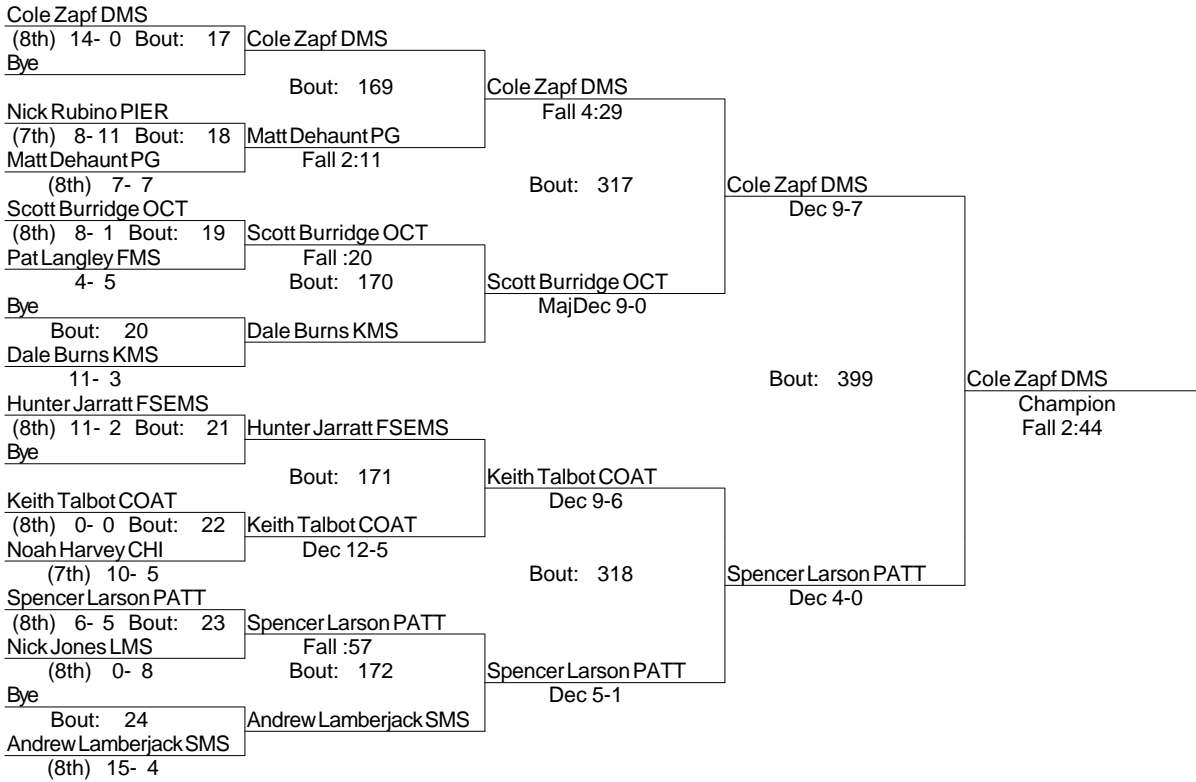 Cole Zapf DMS
(8th) 14- 0 Bout: 17 Cole Zapf DMS
Bye
Bout: 169 Cole Zapf DMS
Nick Rubino PIER Fall 4:29
(7th) 8- 11 Bout: 18 Matt Dehaunt PG
Matt Dehaunt PG Fall 2:11
(8th) 7- 7 Bout: 317 Cole Zapf DMS
Scott Burridge OCT Dec 9-7
(8th) 8- 1 Bout: 19 Scott Burridge OCT
Pat Langley FMS Fall :20
4- 5 Bout: 170 Scott Burridge OCT
Bye MajDec 9-0
Bout: 20 Dale Burns KMS
Dale Burns KMS
11- 3 Bout: 399 Cole Zapf DMS
Hunter Jarratt FSEMS Champion
(8th) 11- 2 Bout: 21 Hunter Jarratt FSEMS Fall 2:44
Bye
Bout: 171 Keith Talbot COAT
Keith Talbot COAT Dec 9-6
(8th) 0- 0 Bout: 22 Keith Talbot COAT
Noah Harvey CHI Dec 12-5
(7th) 10- 5 Bout: 318 Spencer Larson PATT
Spencer Larson PATT Dec 4-0
(8th) 6- 5 Bout: 23 Spencer Larson PATT
Nick Jones LMS Fall :57
(8th) 0- 8 Bout: 172 Spencer Larson PATT
Bye Dec 5-1
Bout: 24 Andrew Lamberjack SMS
Andrew Lamberjack SMS
(8th) 15- 4